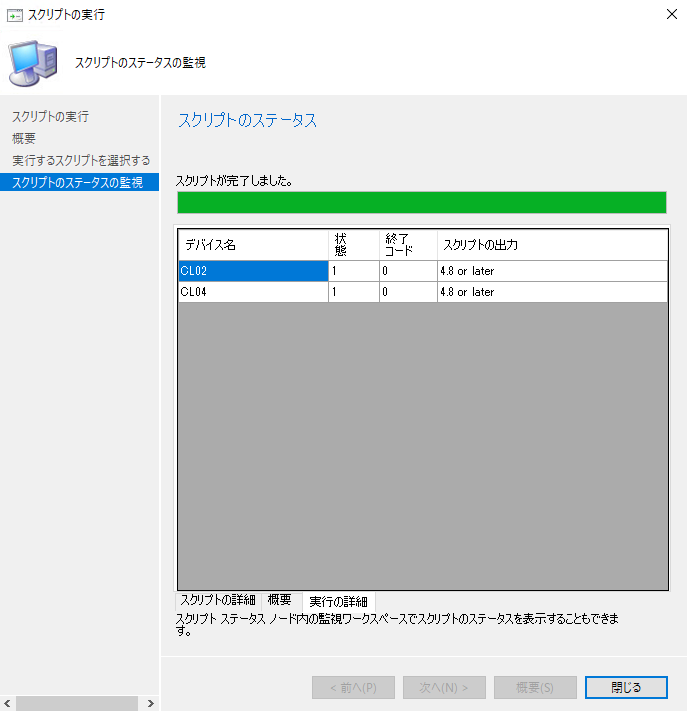 スクリプトの実行
スクリプトのステータスの監視
スクリプトの実行
概要
実行するスクリプトを選択する
スクリプトのステータスの監視
スクリプトのステータス
スクリプトが完了しました。
デバイス名 状態 終了コード スクリプトの出力
CL02 1 0 4.8 or later
CL04 1 0 4.8 or later
スクリプトの詳細 概要 実行の詳細
スクリプト ステータス ノード内の監視ワークスペースでスクリプトのステータスを表示することもできま
す。
< 前へ(P) 次へ(N) > 概要(S) 閉じる